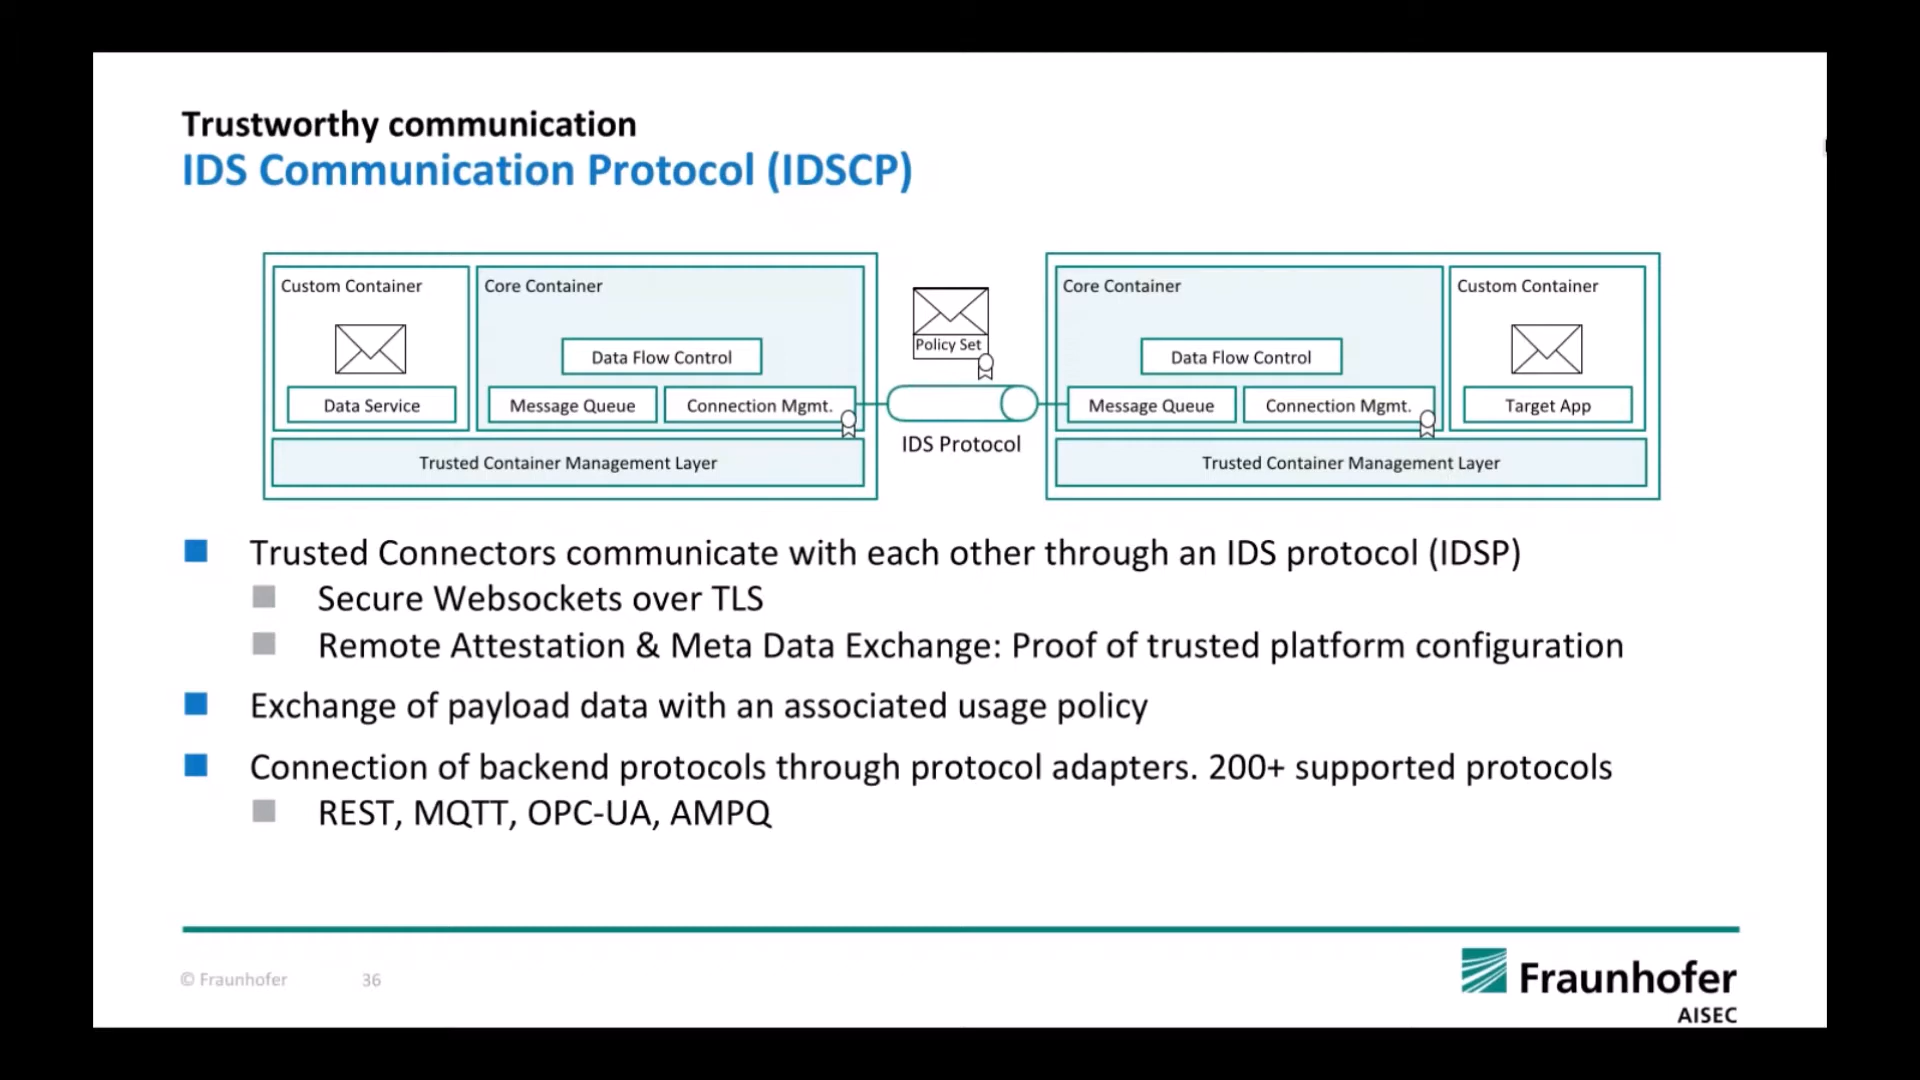 Trustworthy communication
IDS Communication Protocol (IDSCP)
Custom Container
Data Service
Core Container
Data Flow Control
Message Queue
Connection Mgmt.
Trusted Container Management Layer
Policy Set
IDS Protocol
Core Container
Data Flow Control
Message Queue
Connection Mgmt.
Custom Container
Target App
Trusted Container Management Layer
Trusted Connectors communicate with each other through an IDS protocol (IDSP)
Secure Websockets over TLS
Remote Attestation & Meta Data Exchange: Proof of trusted platform configuration
Exchange of payload data with an associated usage policy
Connection of backend protocols through protocol adapters. 200+ supported protocols
REST, MQTT, OPC-UA, AMPQ
© Fraunhofer
36
Fraunhofer
AISEC